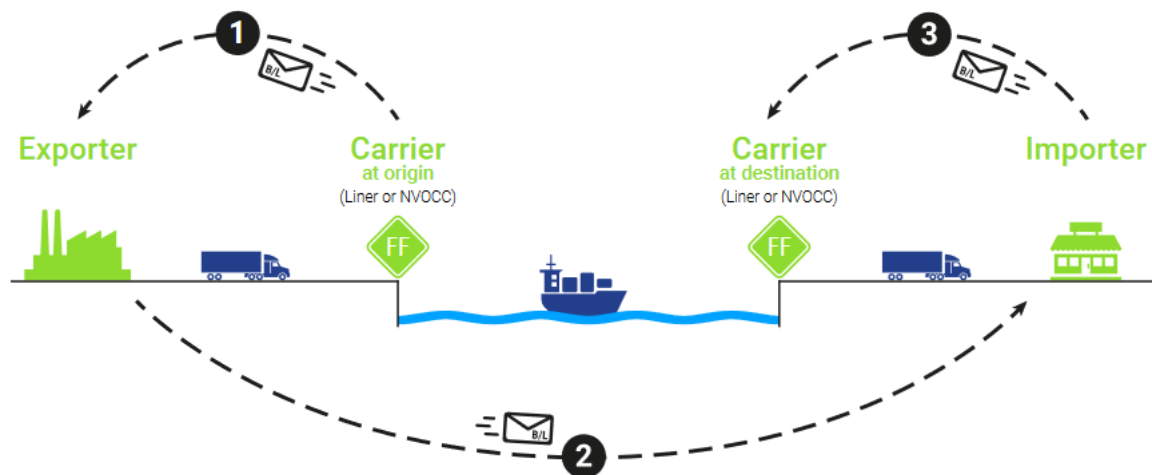 1
3
B/L
B/L
Exporter
Carrier
at origin
(Liner or NVOCC)
Carrier
at destination
(Liner or NVOCC)
Importer
FF
FF
B/L
2